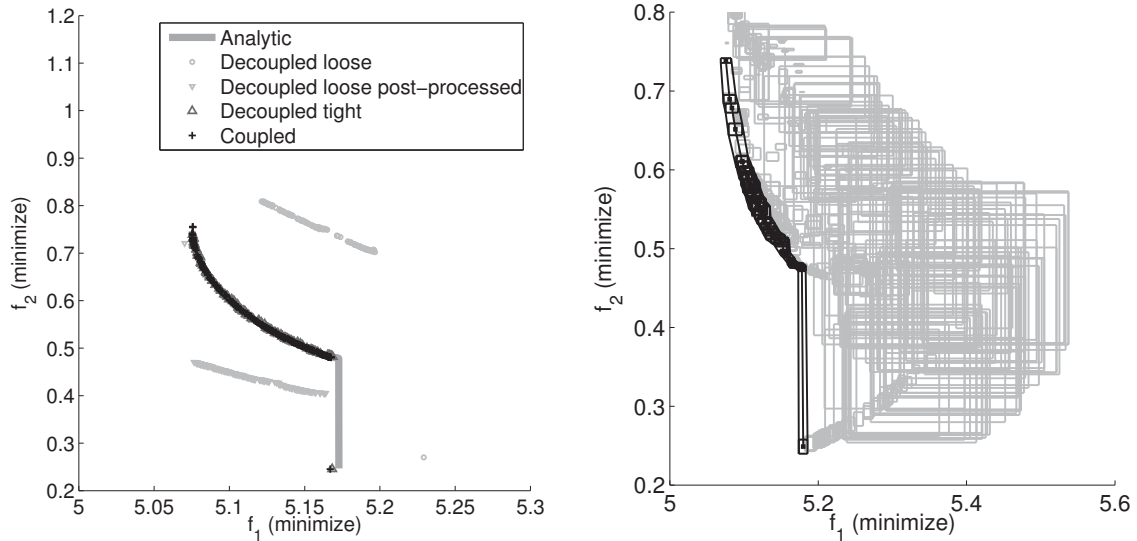 1.2
1.1
1
0.9
0.8
0.7
0.6
0.5
0.4
0.3
0.2
f2 (minimize)
Analytic
Decoupled loose
Decoupled loose post−processed
Decoupled tight
Coupled
5 5.05 5.1 5.15 5.2 5.25 5.3
f1 (minimize)
0.8
0.7
0.6
0.5
0.4
0.3
0.2
f2 (minimize)
5 5.2 5.4 5.6
f1 (minimize)